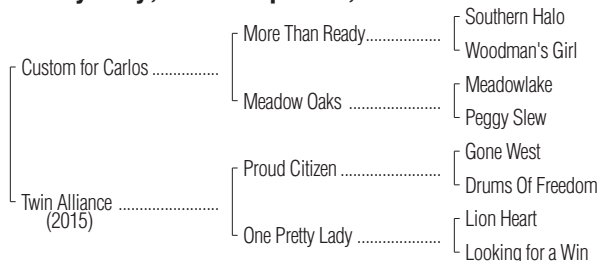 Southern Halo
More Than Ready
Woodman's Girl
Custom for Carlos
Meadowlake
Meadow Oaks
Peggy Slew
Gone West
Proud Citizen
Drums Of Freedom
Twin Alliance
(2015)
Lion Heart
One Pretty Lady
Looking for a Win